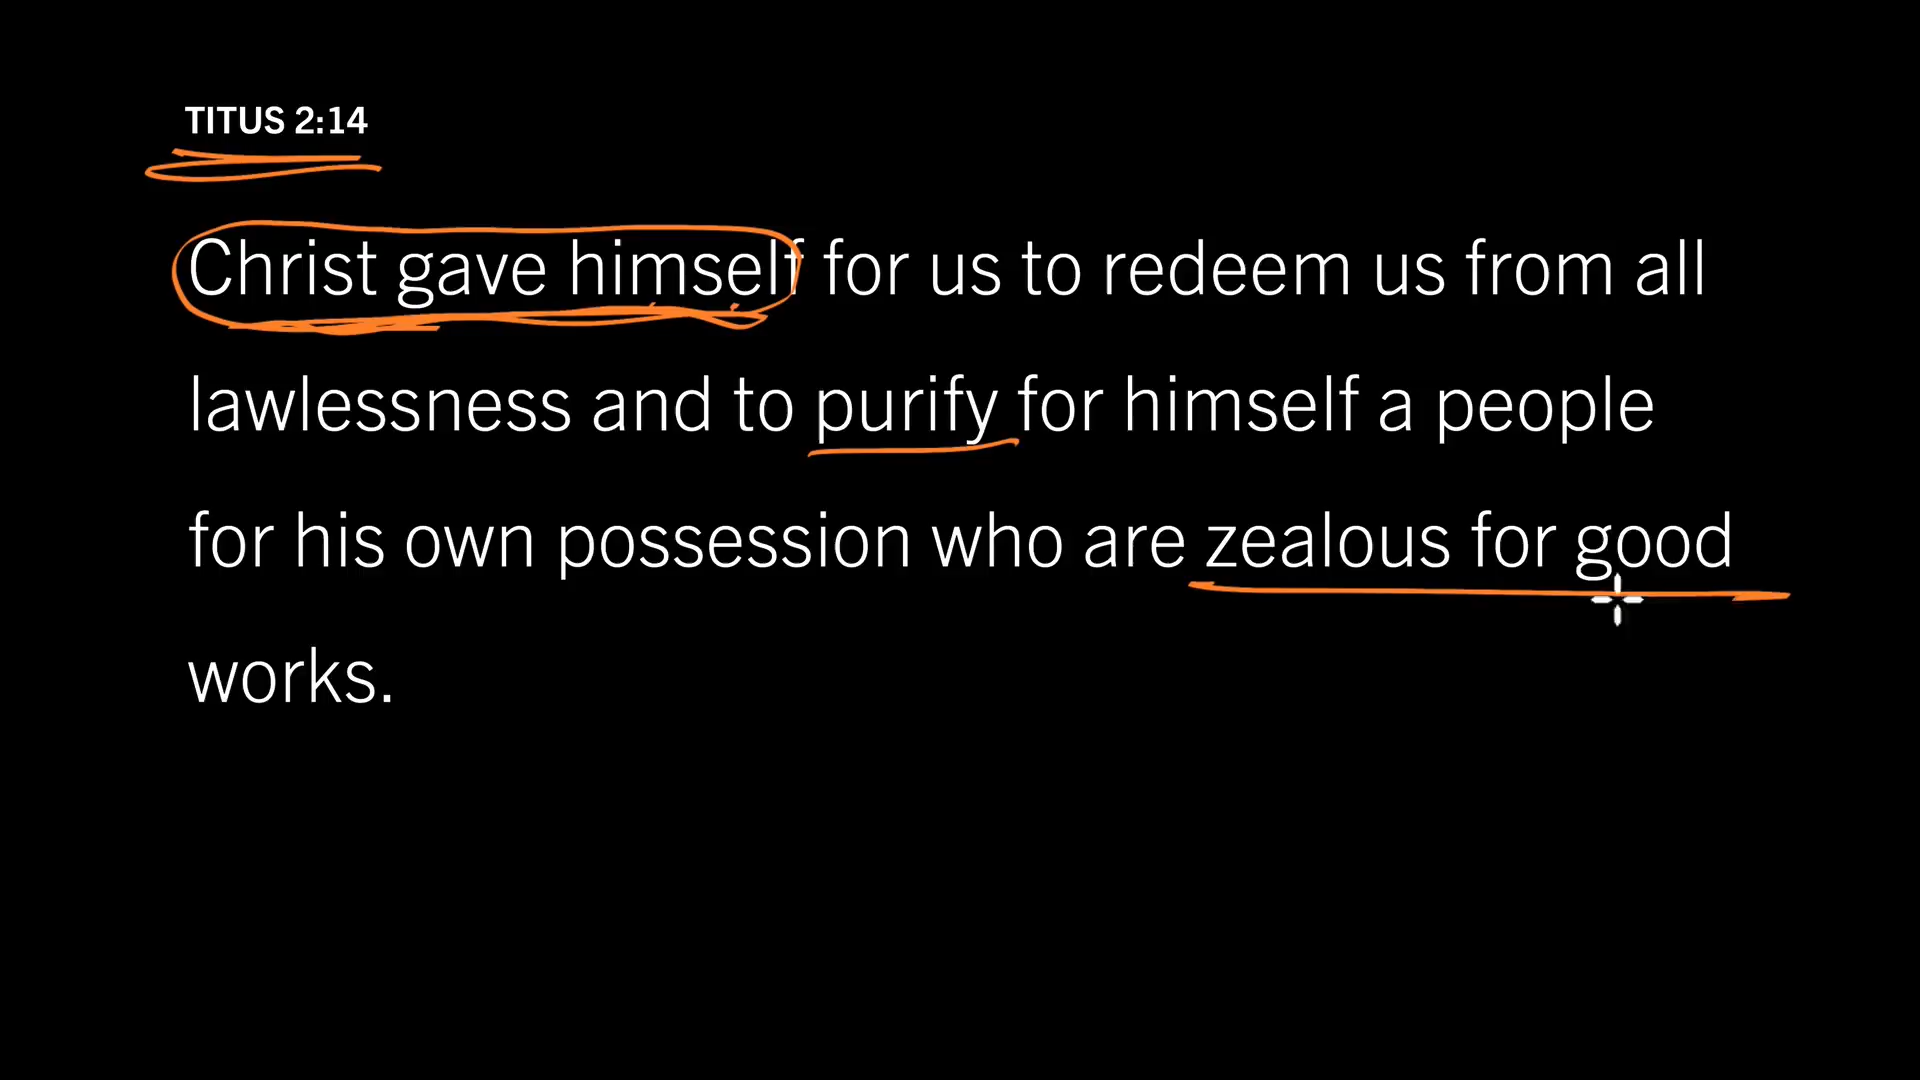 TITUS 2:14
Christ gave himself for us to redeem us from all
lawlessness and to purify for himself a people
for his own possession who are zealous for good
works.